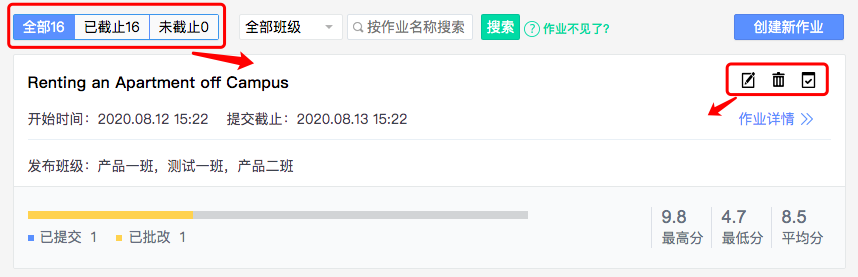 全部16 已截止16 未截止0 全部班级 按作业名称搜索 搜索 ? 作业不见了? 创建新作业
Renting an Apartment off Campus
开始时间：2020.08.12 15:22 提交截止：2020.08.13 15:22 作业详情
发布班级：产品一班，测试一班，产品二班
9.8 4.7 8.5
已提交 1 已批改 1 最高分 最低分 平均分